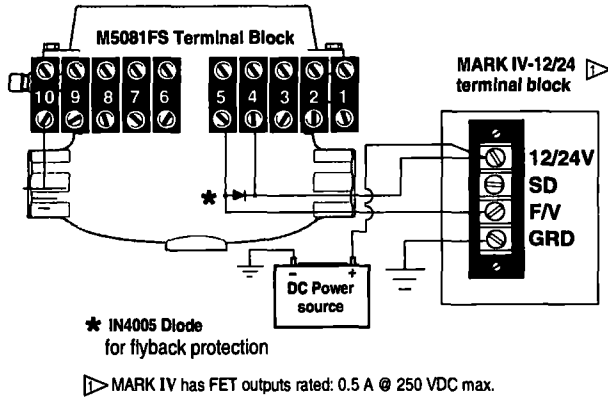 M5081FS Terminal Block
10 9 8 7 6 5 4 3 2 1
MARK IV-12/24
terminal block
1
12/24V
SD
F/V
GRD
*
- +
DC Power
source
* IN4005 Diode
for flyback protection
1 MARK IV has FET outputs rated: 0.5 A @ 250 VDC max.